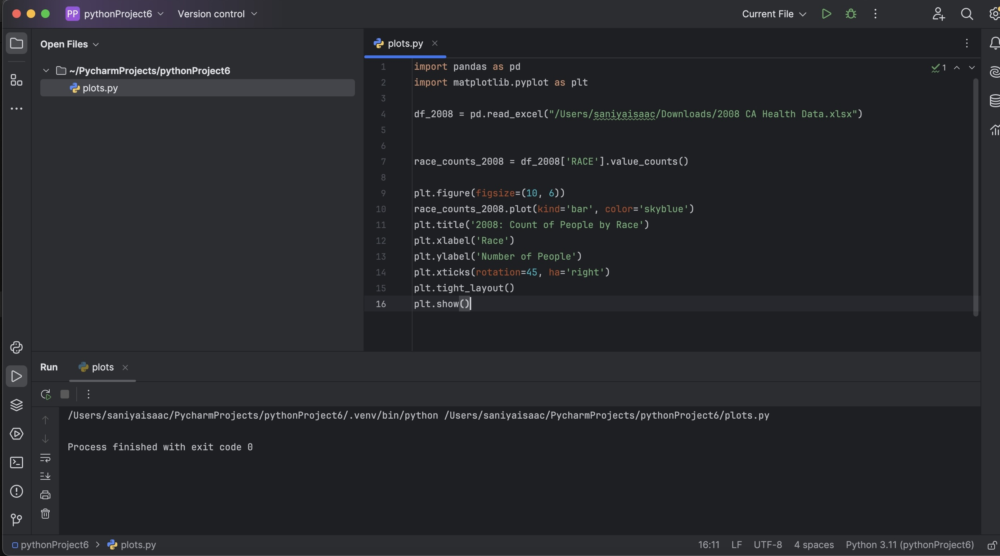 PP pythonProject6 Version control Current File
Open Files
~/PycharmProjects/pythonProject6
plots.py
plots.py
1 import pandas as pd
2 import matplotlib.pyplot as plt
3
4 df_2008 = pd.read_excel("/Users/saniyaisaac/Downloads/2008 CA Health Data.xlsx")
5
6
7 race_counts_2008 = df_2008['RACE'].value_counts()
8
9 plt.figure(figsize=(10, 6))
10 race_counts_2008.plot(kind='bar', color='skyblue')
11 plt.title('2008: Count of People by Race')
12 plt.xlabel('Race')
13 plt.ylabel('Number of People')
14 plt.xticks(rotation=45, ha='right')
15 plt.tight_layout()
16 plt.show()
1
Run plots
/Users/saniyaisaac/PycharmProjects/pythonProject6/.venv/bin/python /Users/saniyaisaac/PycharmProjects/pythonProject6/plots.py
Process finished with exit code 0
pythonProject6 > plots.py 16:11 LF UTF-8 4 spaces Python 3.11 (pythonProject6)